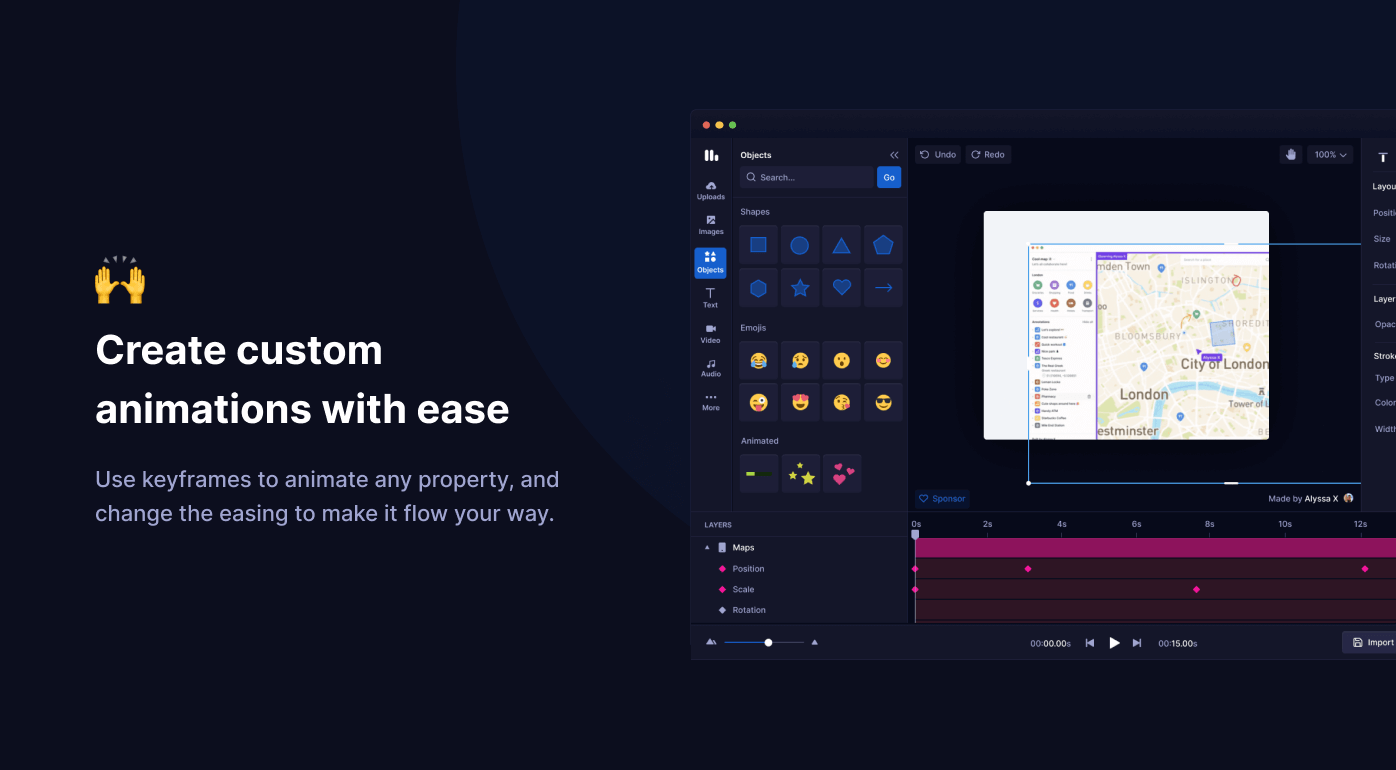 Create custom
animations with ease
Use keyframes to animate any property, and
change the easing to make it flow your way.
Objects
Search...
Go
Uploads
Images
Objects
Text
Video
Audio
More
Shapes
Emojis
Animated
Undo
Redo
100%
Layou
Positi
Size
Rotati
Layer
Opac
Stroke
Type
Color
Width
mden Town
ISLINGTON
BLOOMSBURY
SHOREDIT
Alyssa X
City of London
London
Tower of L
estminster
Sponsor
Made by Alyssa X
LAYERS
0s 2s 4s 6s 8s 10s 12s
Maps
Position
Scale
Rotation
00:00.00s
00:15.00s
Import